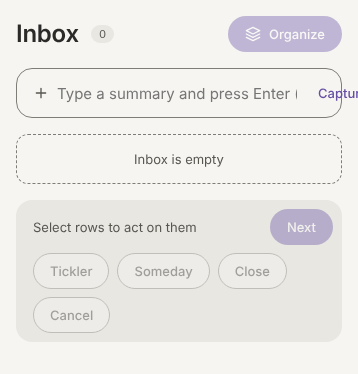 Inbox 0 Organize
+ Type a summary and press Enter ( Captur
Inbox is empty
Select rows to act on them Next
Tickler Someday Close
Cancel